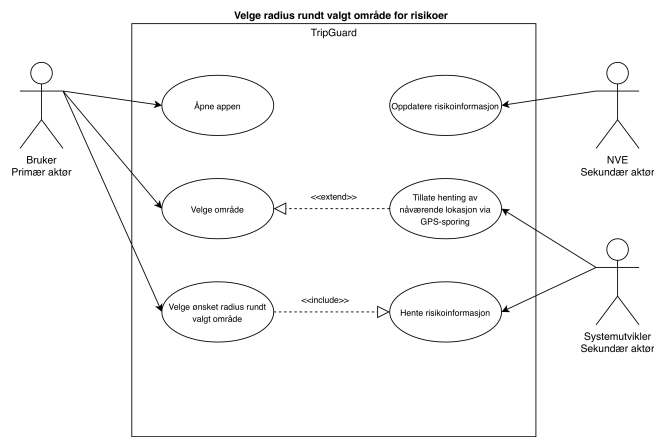 Velge radius rundt valgt område for risikoer
TripGuard
Åpne appen
Oppdatere risikoinformasjon
Bruker
Primær aktør
NVE
Sekundær aktør
Velge område
<<extend>>
Tillate henting av
nåværende lokasjon via
GPS-sporing
Velge ønsket radius rundt
valgt område
<<include>>
Hente risikoinformasjon
Systemutvikler
Sekundær aktør